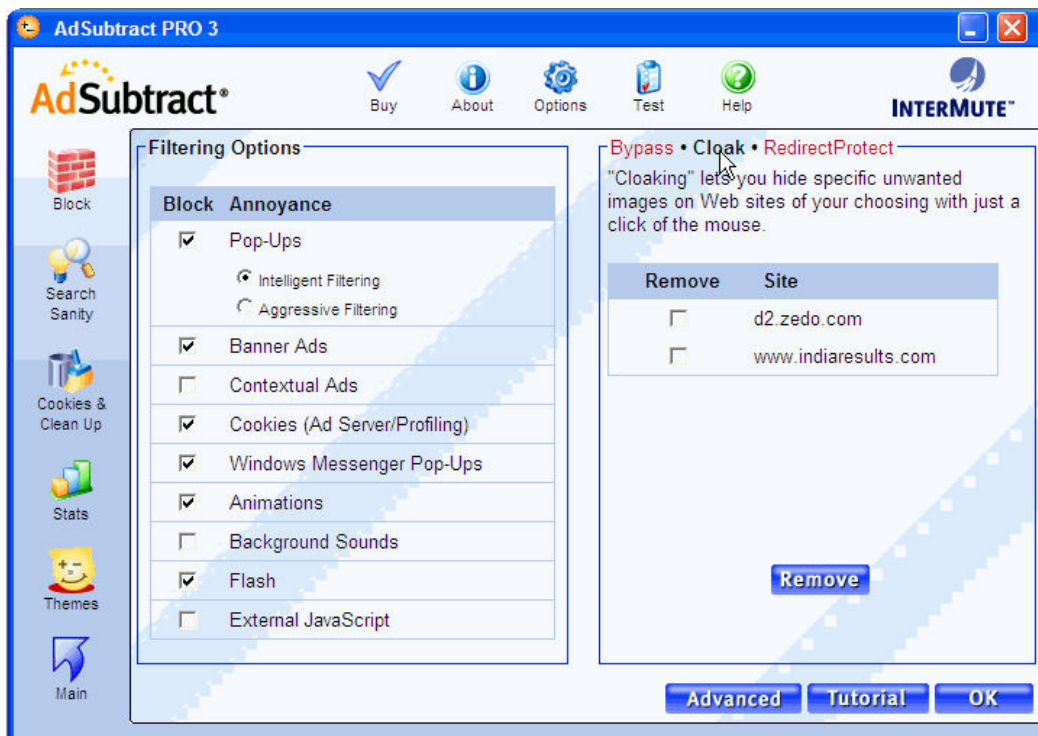 AdSubtract PRO 3
AdSubtract®
Buy
About
Options
Test
Help
INTERMUTE™
Block
Search
Sanity
Cookies &
Clean Up
Stats
Themes
Main
Filtering Options
Block Annoyance
Pop-Ups
Intelligent Filtering
Aggressive Filtering
Banner Ads
Contextual Ads
Cookies (Ad Server/Profiling)
Windows Messenger Pop-Ups
Animations
Background Sounds
Flash
External JavaScript
Bypass • Cloak • RedirectProtect
"Cloaking" lets you hide specific unwanted
images on Web sites of your choosing with just a
click of the mouse.
Remove Site
d2.zedo.com
www.indiaresults.com
Remove
Advanced
Tutorial
OK